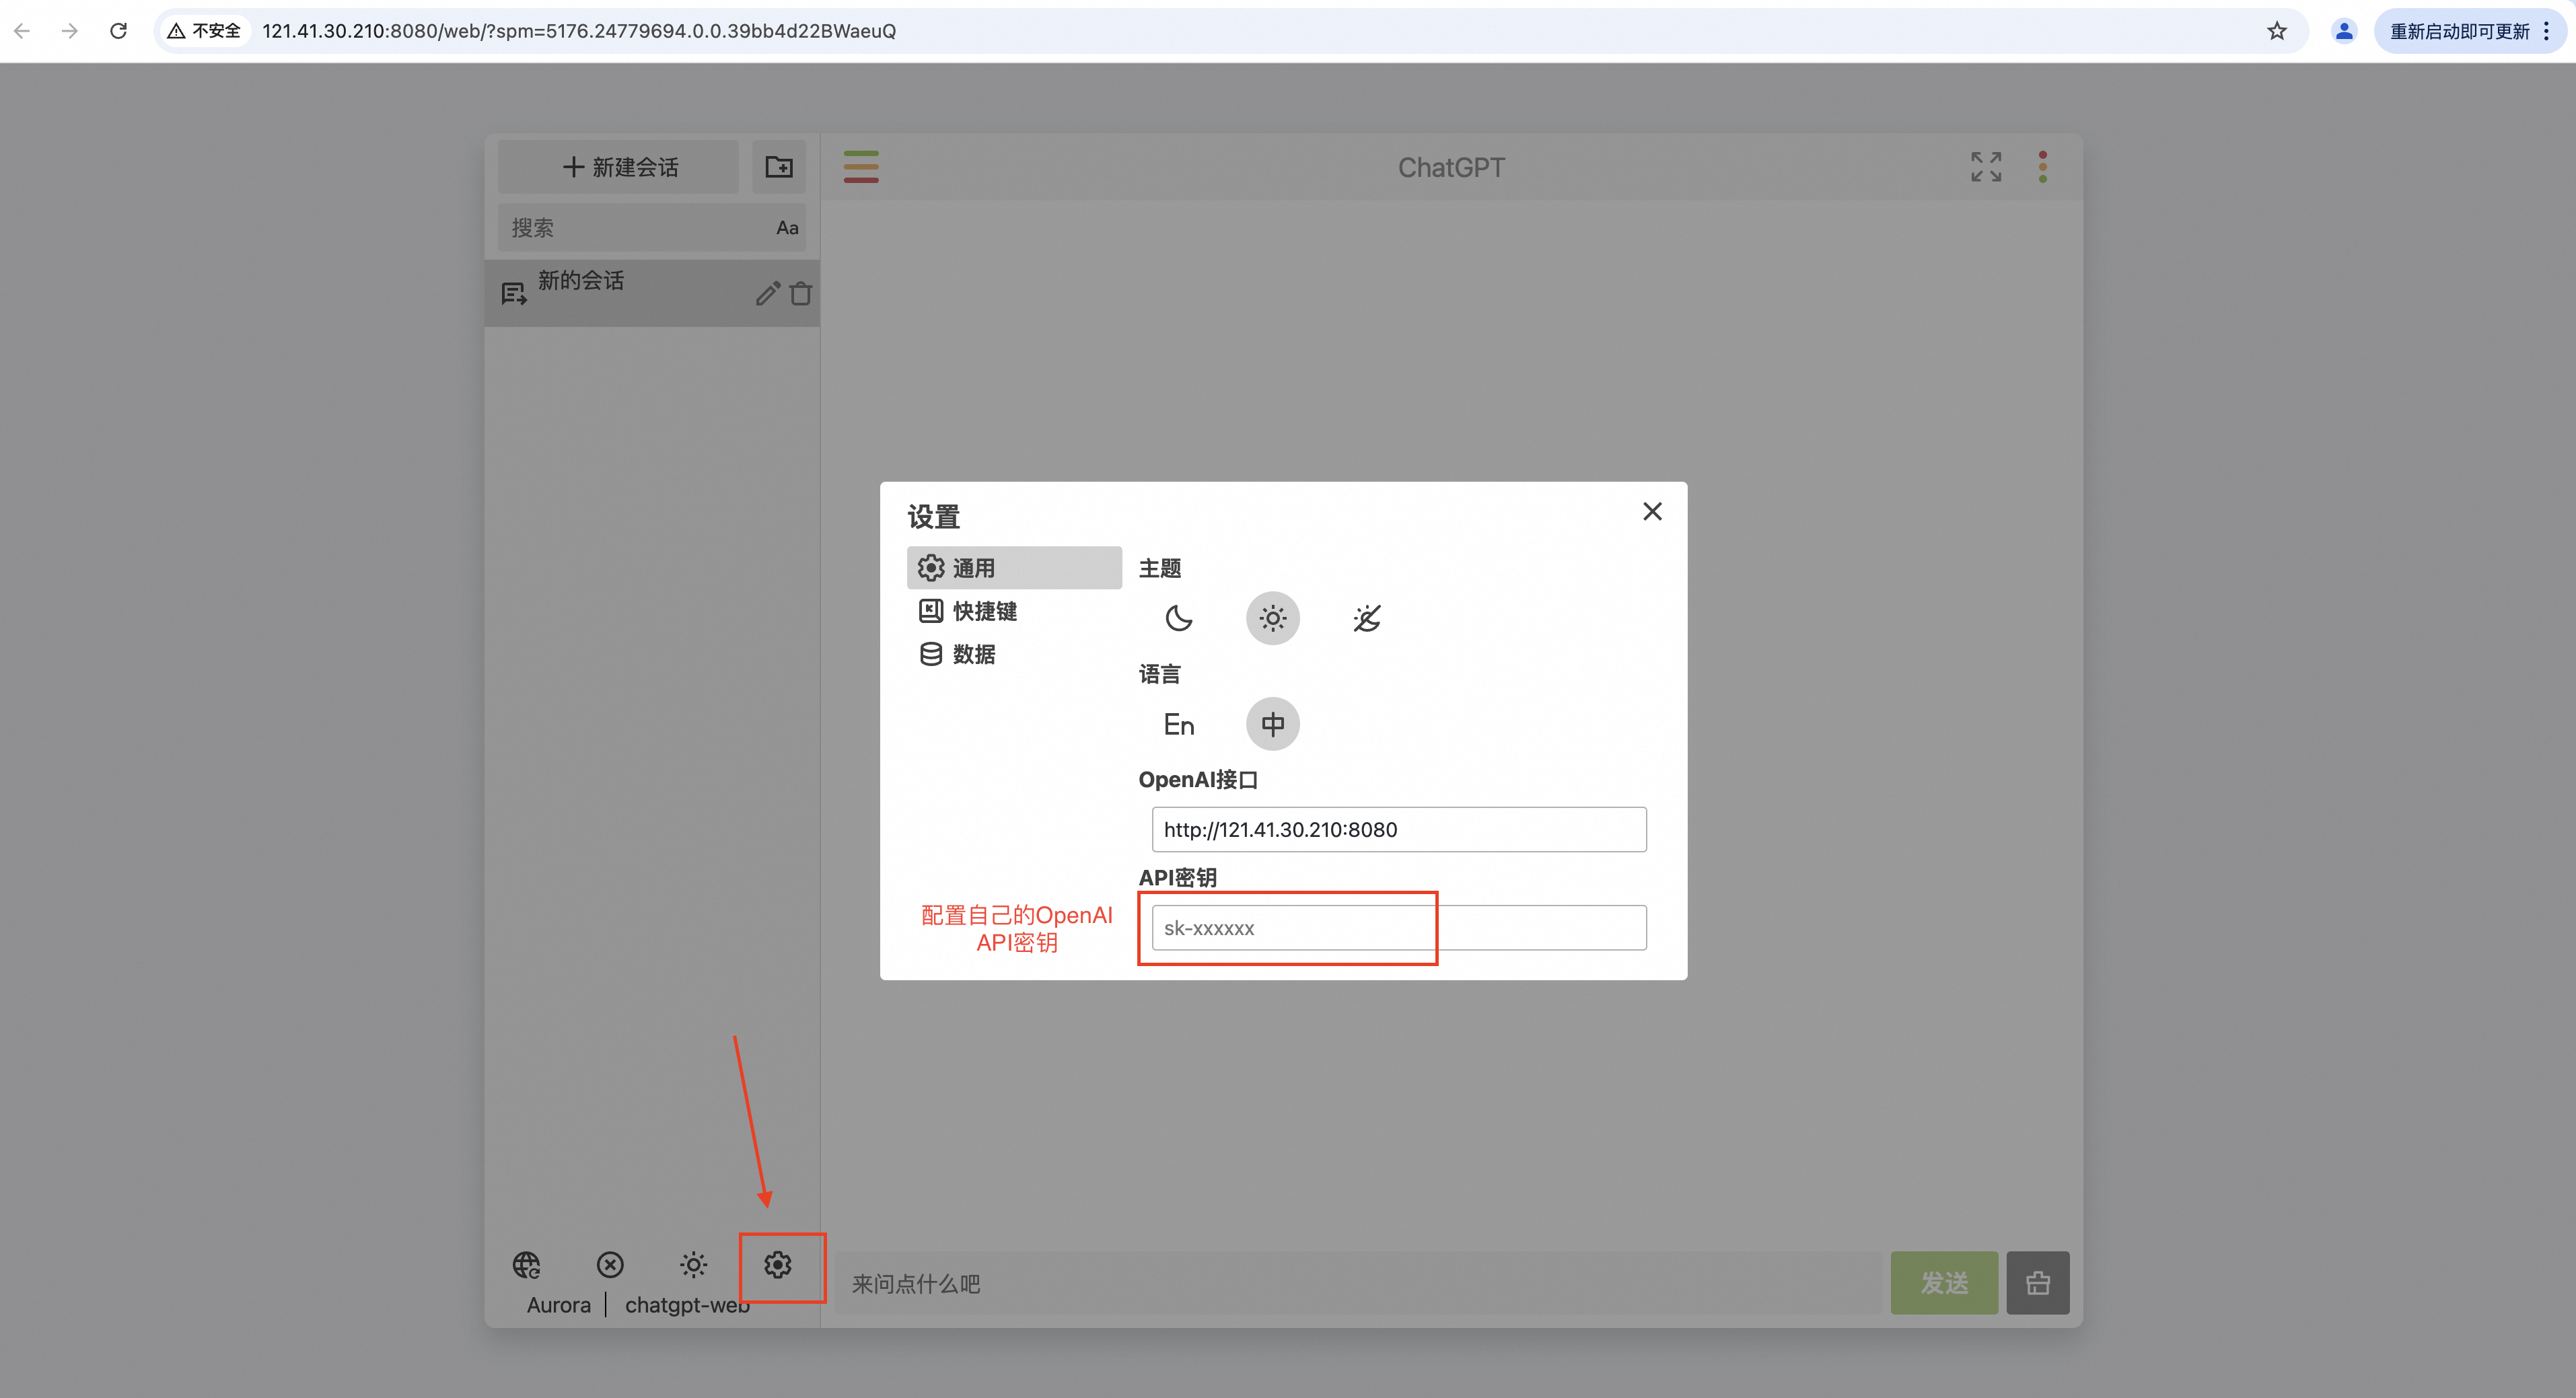 不安全
121.41.30.210:8080/web/?spm=5176.24779694.0.0.39bb4d22BWaeuQ
重新启动即可更新
新建会话
ChatGPT
搜索
Aa
新的会话
设置
通用
快捷键
数据
主题
语言
En
中
OpenAI接口
http://121.41.30.210:8080
API密钥
配置自己的OpenAI
API密钥
sk-xxxxxx
Aurora
chatgpt-web
来问点什么吧
发送